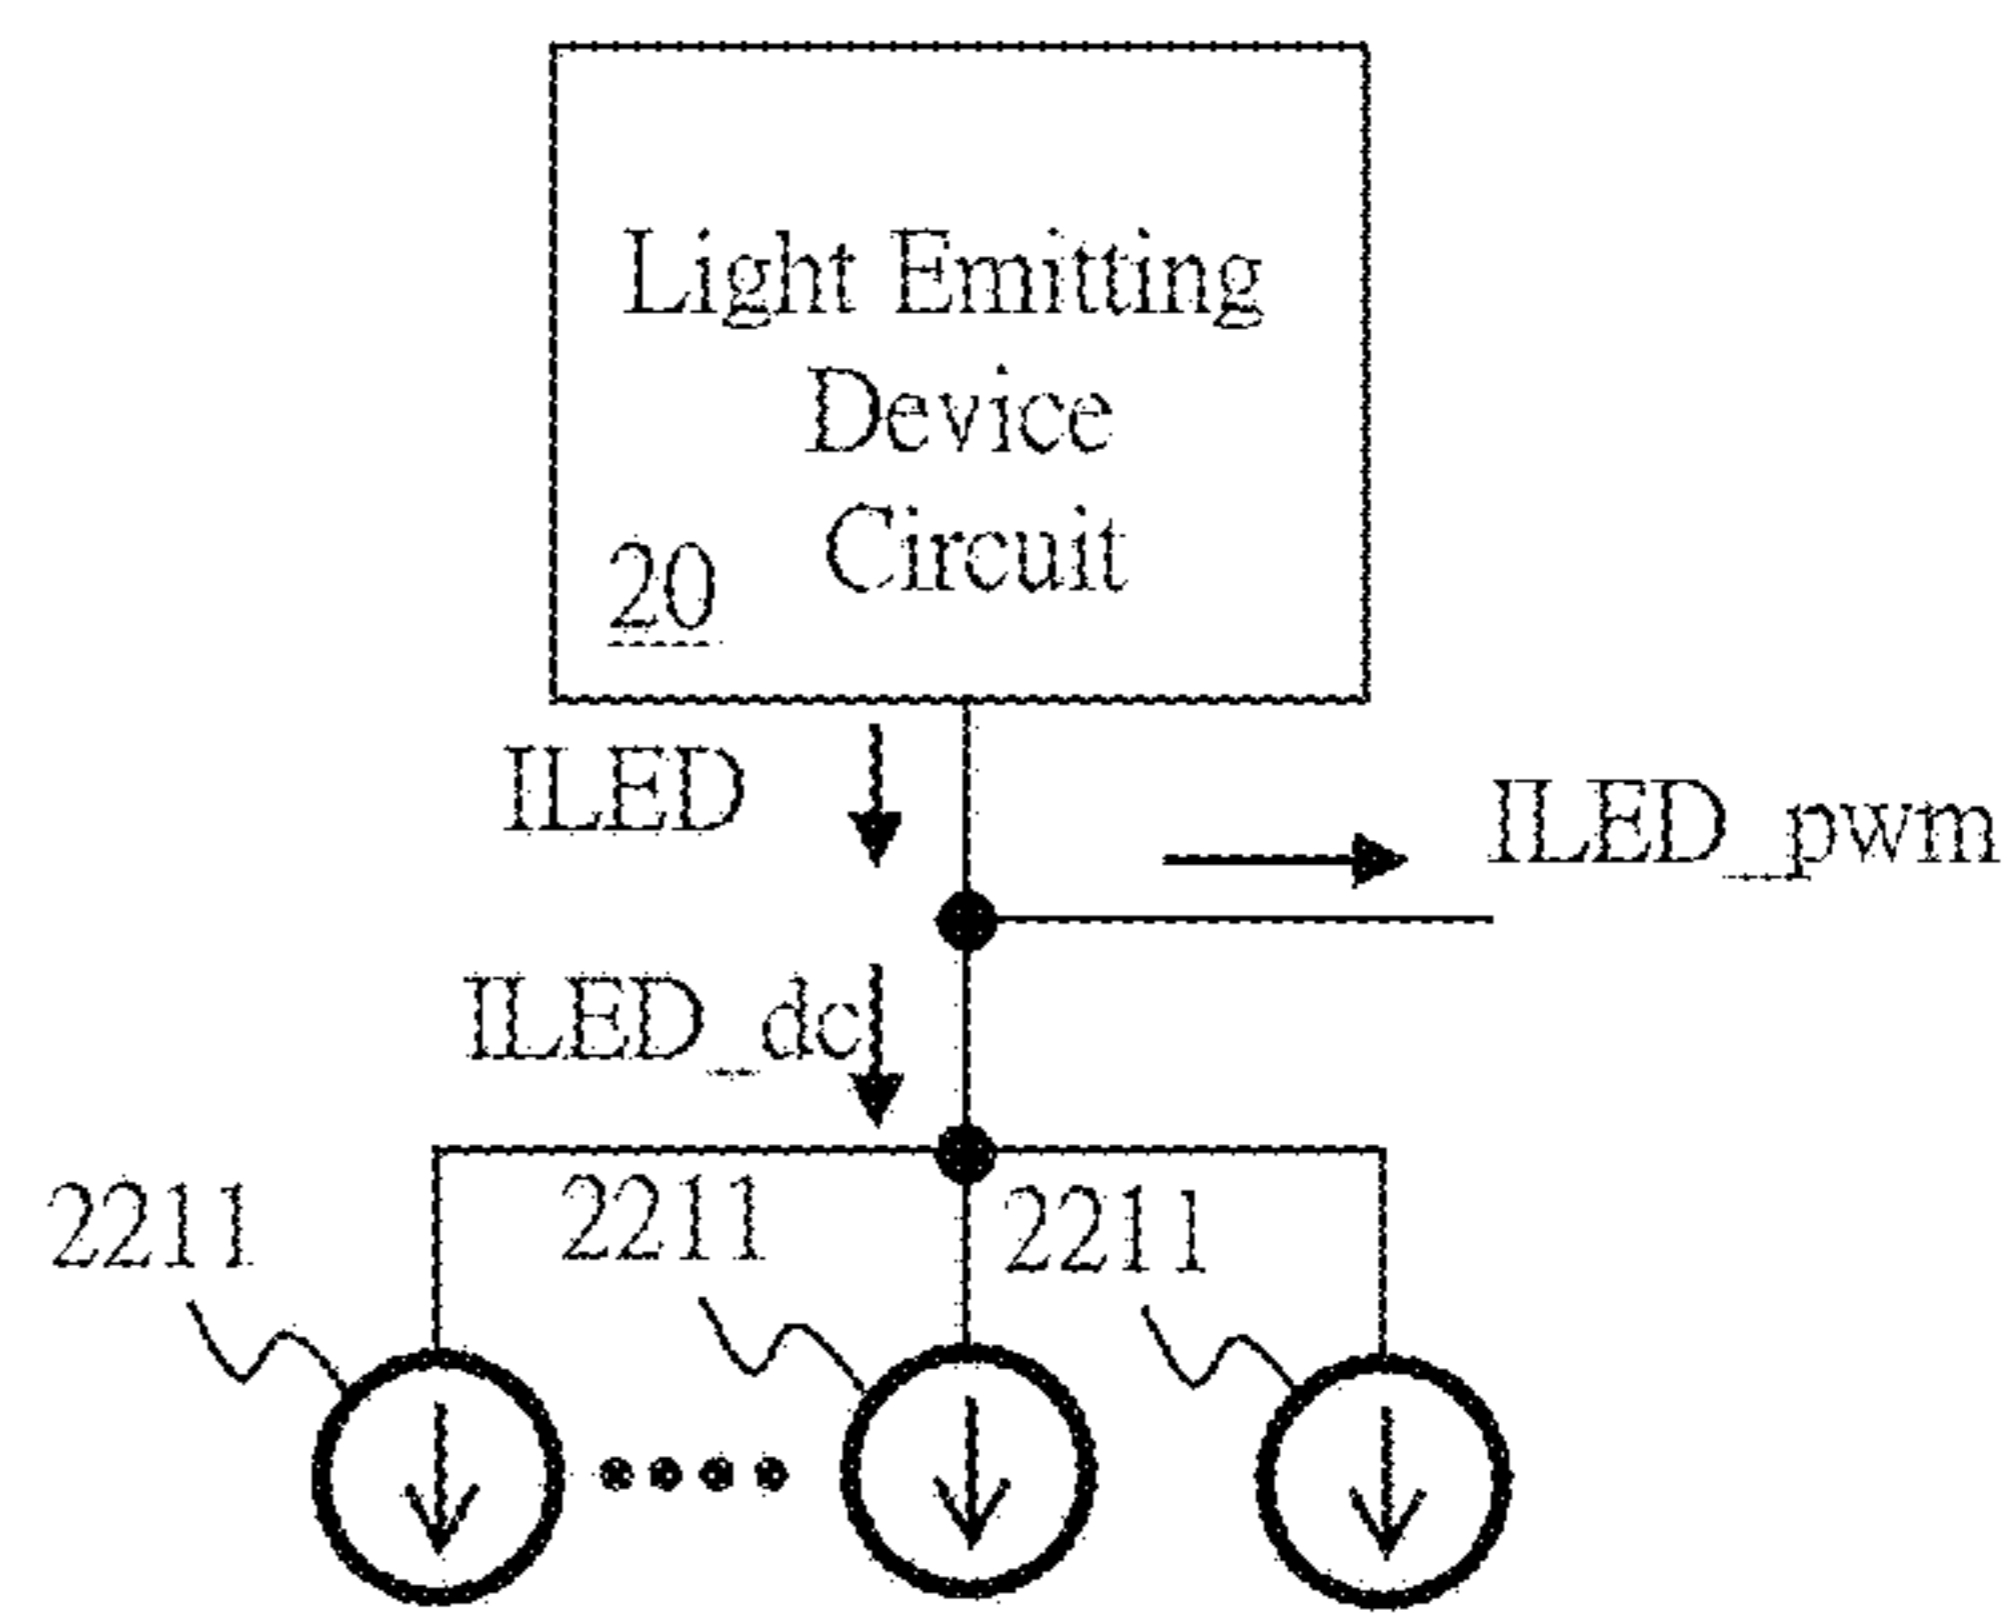 Light Emitting
Device
Circuit
20
ILED
ILED_pwm
ILED_dc
2211
2211
2211